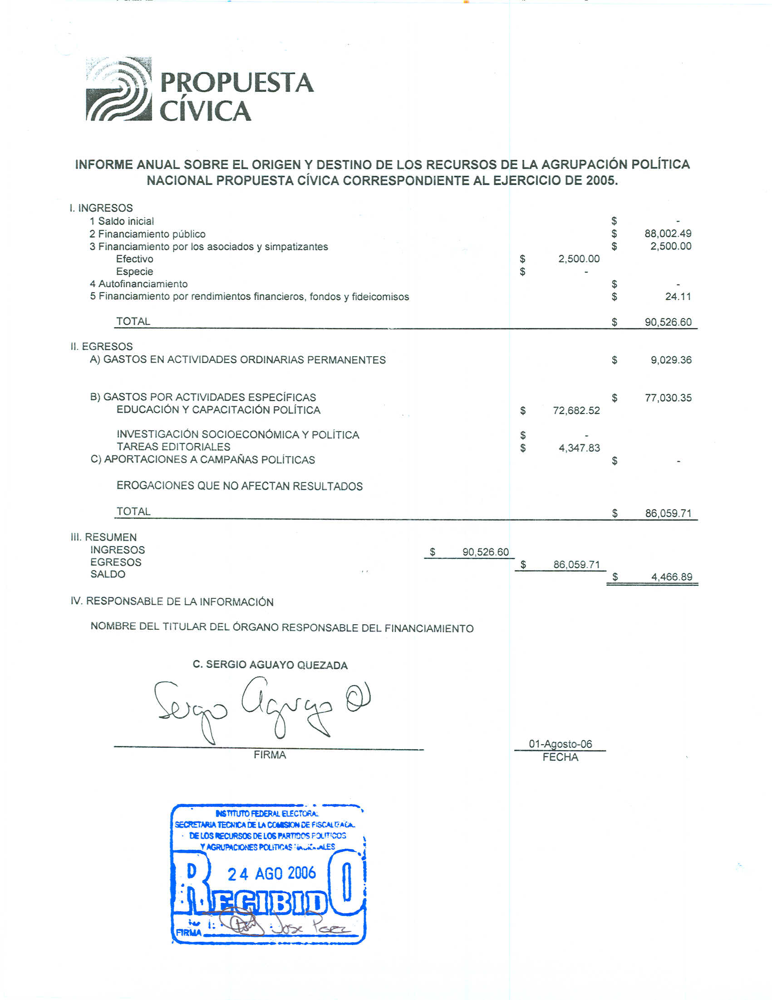 PROPUESTA
CÍVICA
INFORME ANUAL SOBRE EL ORIGEN Y DESTINO DE LOS RECURSOS DE LA AGRUPACIÓN POLÍTICA
NACIONAL PROPUESTA CÍVICA CORRESPONDIENTE AL EJERCICIO DE 2005.
I. INGRESOS
1 Saldo inicial $ -
2 Financiamiento público $ 88,002.49
3 Financiamiento por los asociados y simpatizantes $ 2,500.00
Efectivo $ 2,500.00
Especie $ -
4 Autofinanciamiento $ -
5 Financiamiento por rendimientos financieros, fondos y fideicomisos $ 24.11
TOTAL $ 90,526.60
II. EGRESOS
A) GASTOS EN ACTIVIDADES ORDINARIAS PERMANENTES $ 9,029.36
B) GASTOS POR ACTIVIDADES ESPECÍFICAS $ 77,030.35
EDUCACIÓN Y CAPACITACIÓN POLÍTICA $ 72,682.52
INVESTIGACIÓN SOCIOECONÓMICA Y POLÍTICA $ -
TAREAS EDITORIALES $ 4,347.83
C) APORTACIONES A CAMPAÑAS POLÍTICAS $ -
EROGACIONES QUE NO AFECTAN RESULTADOS
TOTAL $ 86,059.71
III. RESUMEN
INGRESOS $ 90,526.60
EGRESOS $ 86,059.71
SALDO $ 4,466.89
IV. RESPONSABLE DE LA INFORMACIÓN
NOMBRE DEL TITULAR DEL ÓRGANO RESPONSABLE DEL FINANCIAMIENTO
C. SERGIO AGUAYO QUEZADA
Sergio Aguayo Q
01-Agosto-06
FIRMA FECHA
INSTITUTO FEDERAL ELECTORAL
SECRETARIA TECNICA DE LA COMISION DE
DE LOS RECURSOS DE LOS PARTIDOS POLITICOS
Y AGRUPACIONES POLITICAS NACIONALES
24 AGO 2006
RECIBIDO
FIRMA Jose Paez